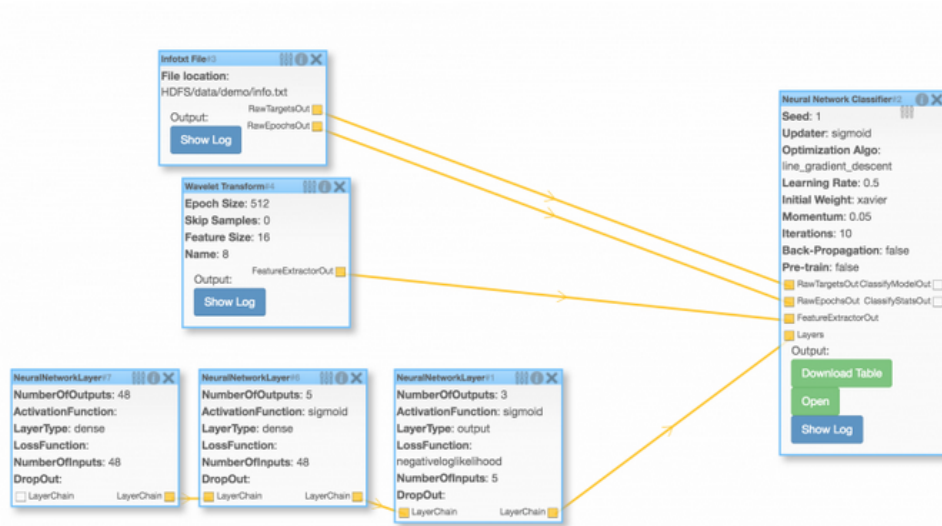 Infotxt File#3
File location:
HDFS/data/demo/info.txt
RawTargetsOut
Output:
RawEpochsOut
Show Log
Wavelet Transform#4
Epoch Size: 512
Skip Samples: 0
Feature Size: 16
Name: 8
FeatureExtractorOut
Output:
Show Log
NeuralNetworkLayer#7
NumberOfOutputs: 48
ActivationFunction:
LayerType: dense
LossFunction:
NumberOfInputs: 48
DropOut:
LayerChain LayerChain
NeuralNetworkLayer
NumberOfOutputs: 5
ActivationFunction: sigmoid
LayerType: dense
LossFunction:
NumberOfInputs: 48
DropOut:
LayerChain LayerChain
NeuralNetworkLayer#1
NumberOfOutputs: 3
ActivationFunction: sigmoid
LayerType: output
LossFunction:
negativeloglikelihood
NumberOfInputs: 5
DropOut:
LayerChain LayerChain
Neural Network Classifier#2
Seed: 1
Updater: sigmoid
Optimization Algo:
line_gradient_descent
Learning Rate: 0.5
Initial Weight: xavier
Momentum: 0.05
Iterations: 10
Back-Propagation: false
Pre-train: false
RawTargetsOut ClassifyModelOut
RawEpochsOut ClassifyStatsOut
FeatureExtractorOut
Layers
Output:
Download Table
Open
Show Log